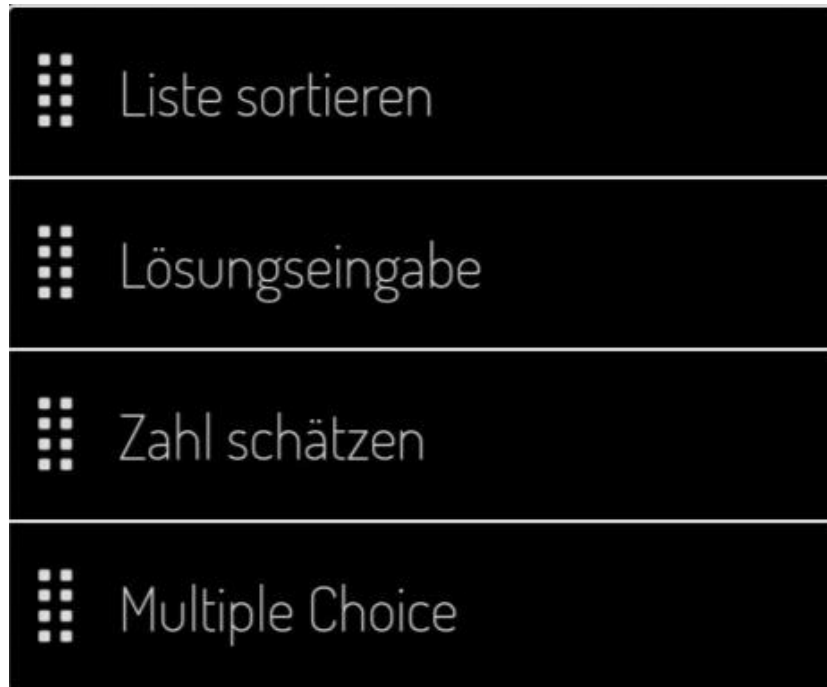 Liste sortieren
Lösungseingabe
Zahl schätzen
Multiple Choice